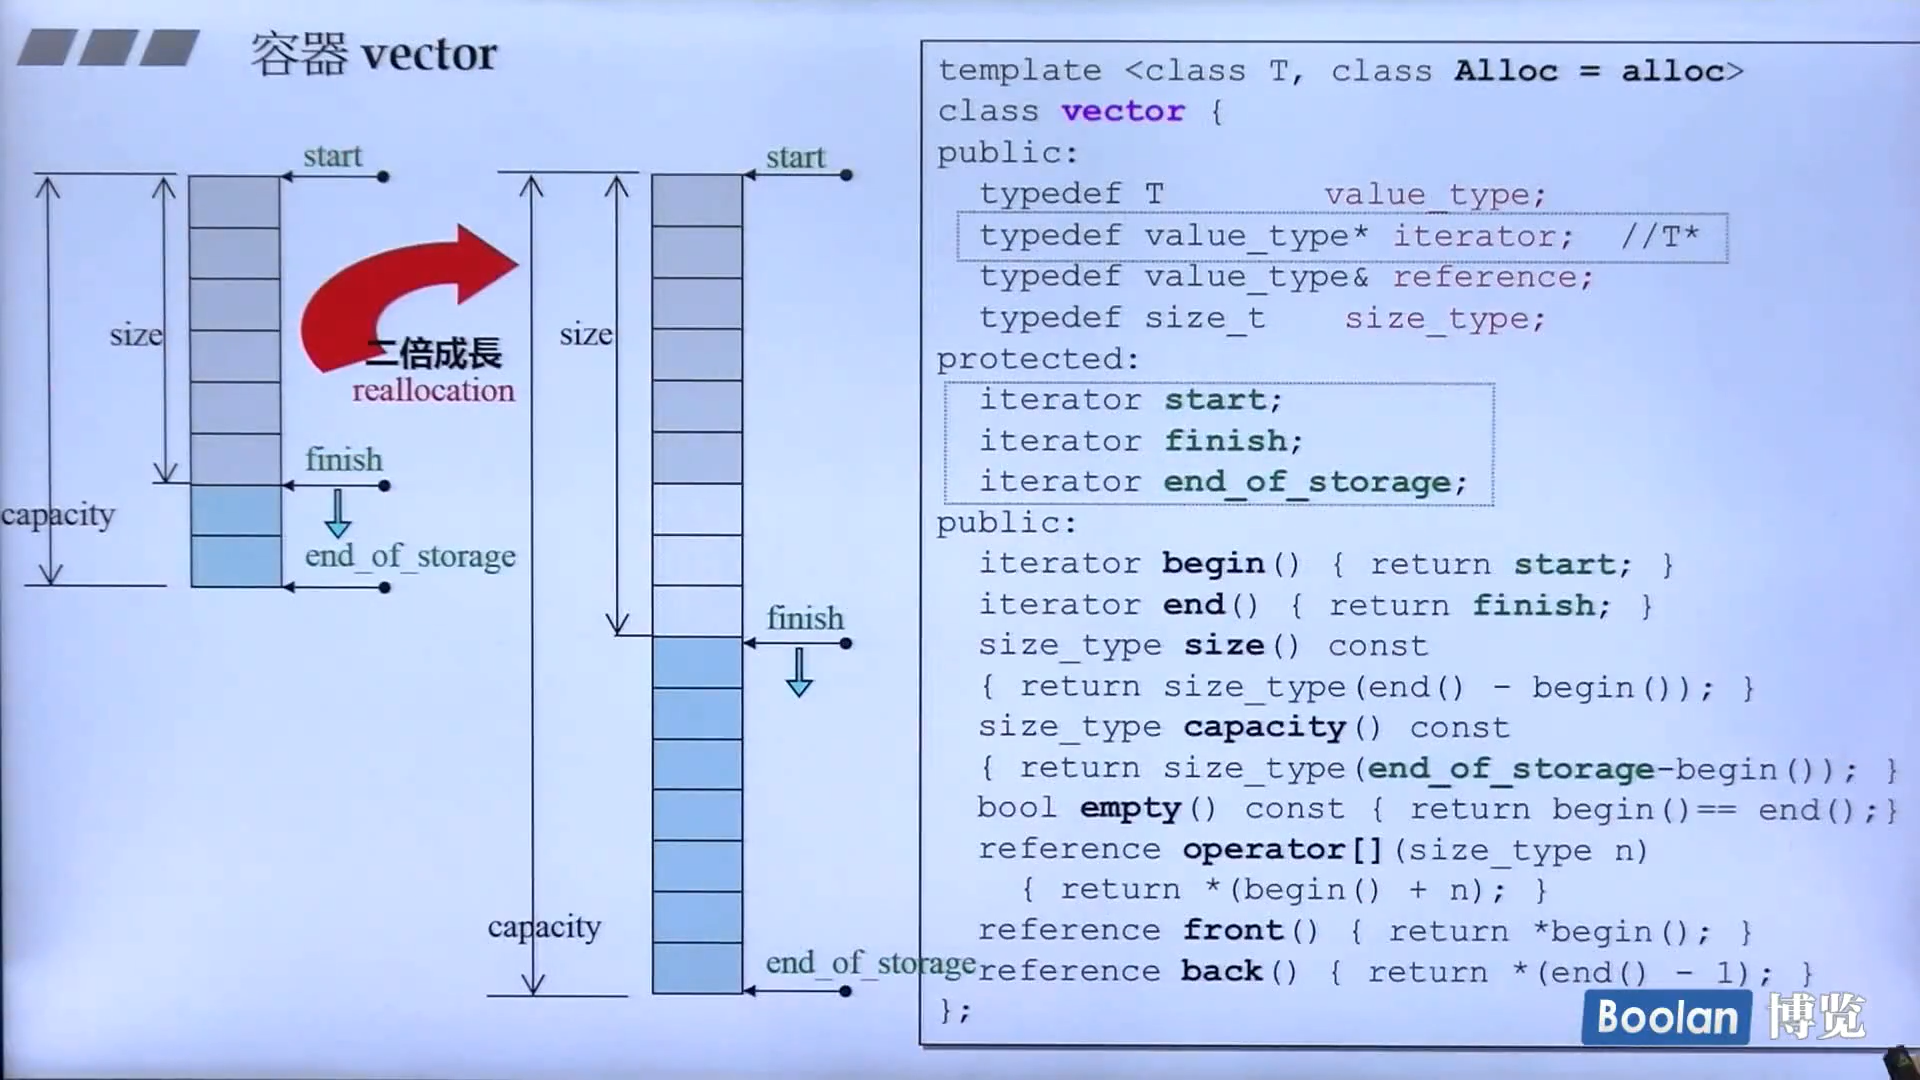 容器 vector
start
size
capacity
finish
end_of_storage
二倍成長
reallocation
start
size
finish
capacity
end_of_storage
template <class T, class Alloc = alloc>
class vector {
public:
typedef T value_type;
typedef value_type* iterator; //T*
typedef value_type& reference;
typedef size_t size_type;
protected:
iterator start;
iterator finish;
iterator end_of_storage;
public:
iterator begin() { return start; }
iterator end() { return finish; }
size_type size() const
{ return size_type(end() - begin()); }
size_type capacity() const
{ return size_type(end_of_storage-begin()); }
bool empty() const { return begin()== end();}
reference operator[](size_type n)
{ return *(begin() + n); }
reference front() { return *begin(); }
reference back() { return *(end() - 1); }
};
Boolan 博览